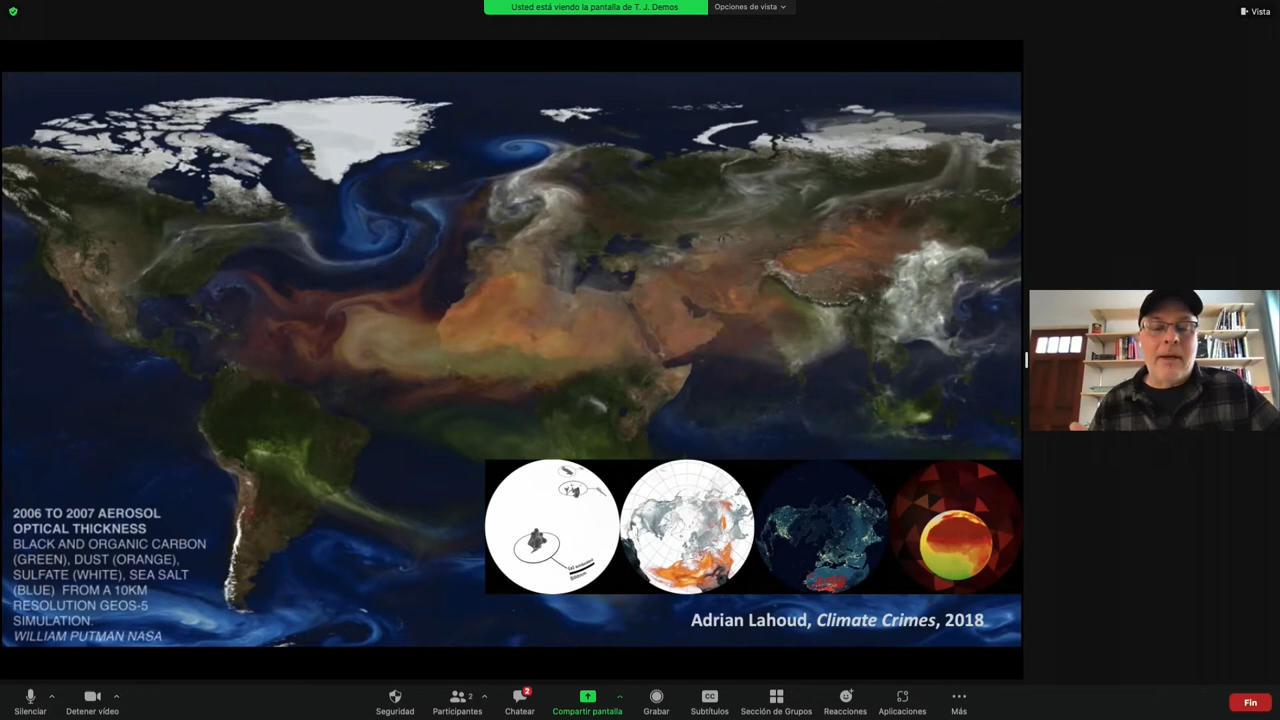 Usted está viendo la pantalla de T. J. Demos
Opciones de vista
Vista
2006 TO 2007 AEROSOL
OPTICAL THICKNESS
BLACK AND ORGANIC CARBON
(GREEN), DUST (ORANGE),
SULFATE (WHITE), SEA SALT
(BLUE) FROM A 10KM
RESOLUTION GEOS-5
SIMULATION.
WILLIAM PUTMAN NASA
Adrian Lahoud, Climate Crimes, 2018
Silenciar
Detener vídeo
Seguridad
Participantes
2
Chatear
2
Compartir pantalla
Grabar
CC
Subtítulos
Sección de Grupos
Reacciones
Aplicaciones
Más
Fin